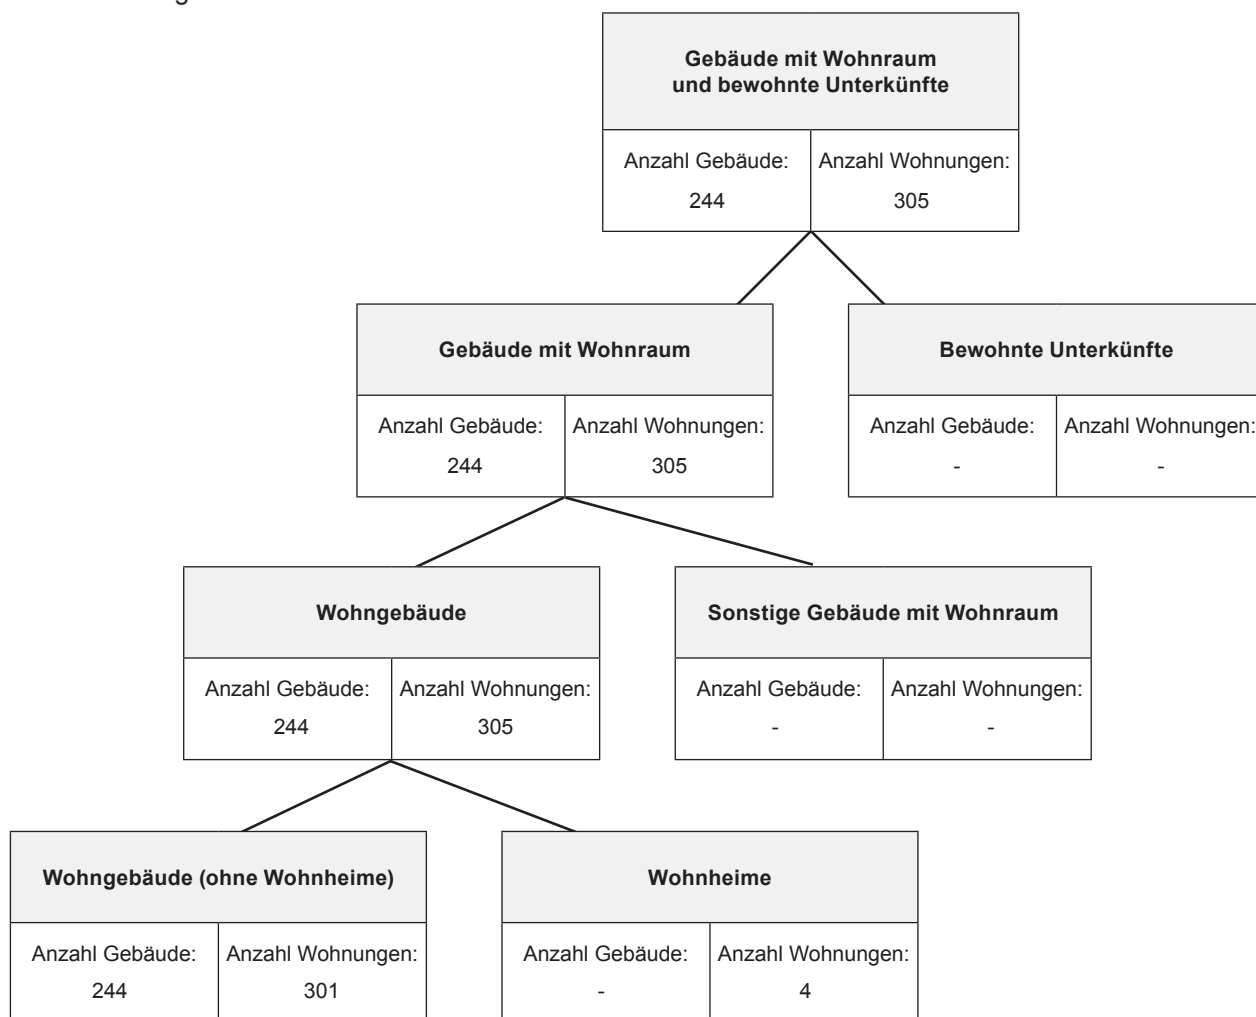 Gebäude mit Wohnraum
und bewohnte Unterkünfte
Anzahl Gebäude: Anzahl Wohnungen:
244 305
Gebäude mit Wohnraum
Bewohnte Unterkünfte
Anzahl Gebäude: Anzahl Wohnungen:
244 305
Anzahl Gebäude: Anzahl Wohnungen:
- -
Wohngebäude
Sonstige Gebäude mit Wohnraum
Anzahl Gebäude: Anzahl Wohnungen:
244 305
Anzahl Gebäude: Anzahl Wohnungen:
- -
Wohngebäude (ohne Wohnheime)
Wohnheime
Anzahl Gebäude: Anzahl Wohnungen:
244 301
Anzahl Gebäude: Anzahl Wohnungen:
- 4